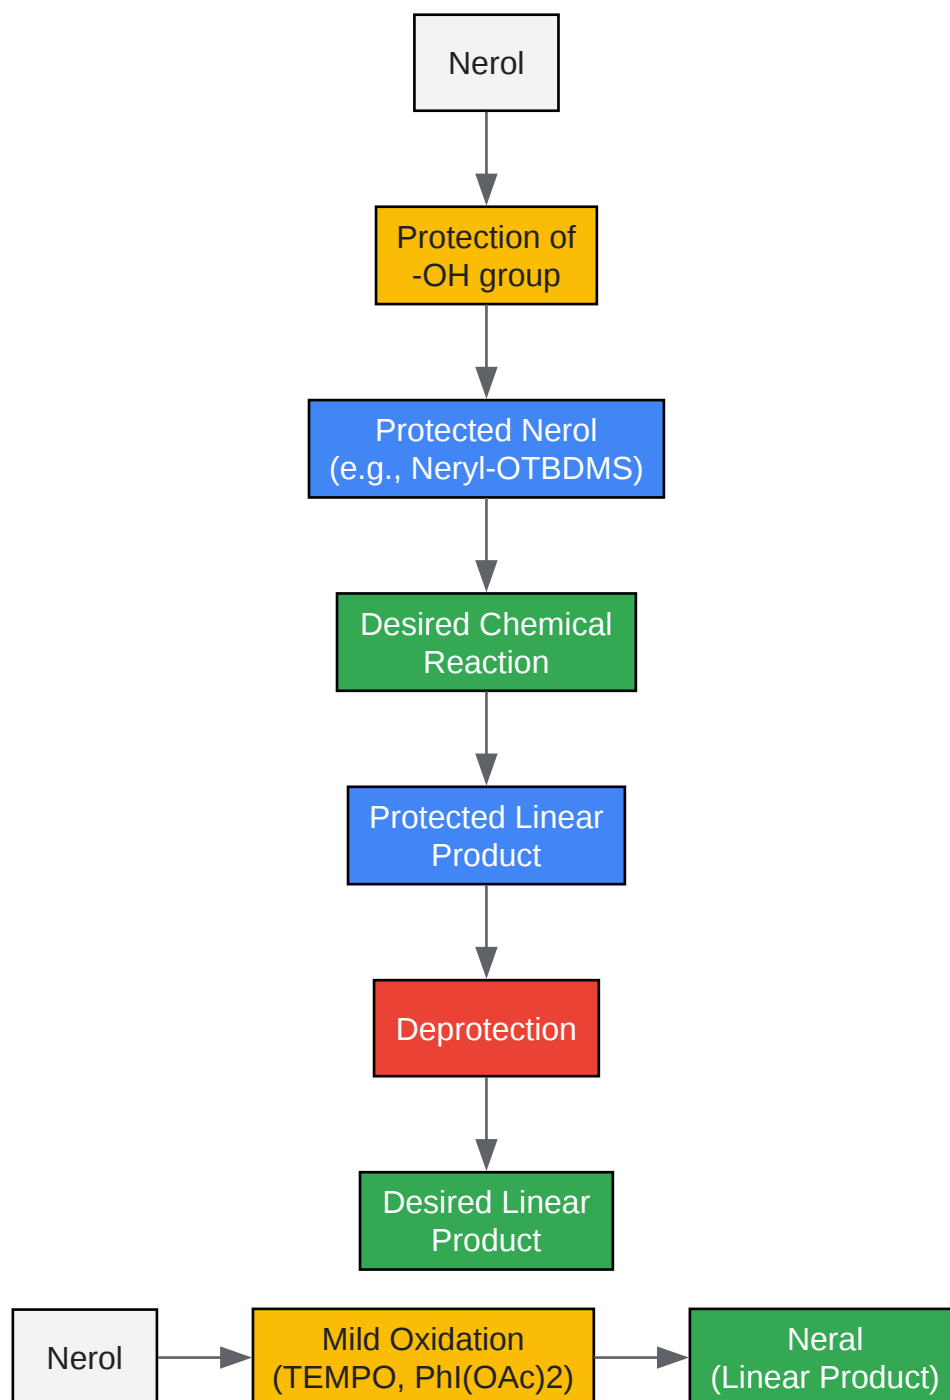 Nerol
Protection of
-OH group
Protected Nerol
(e.g., Neryl-OTBDMS)
Desired Chemical
Reaction
Protected Linear
Product
Deprotection
Desired Linear
Product
Nerol
Mild Oxidation
(TEMPO, PhI(OAc)2)
Neral
(Linear Product)